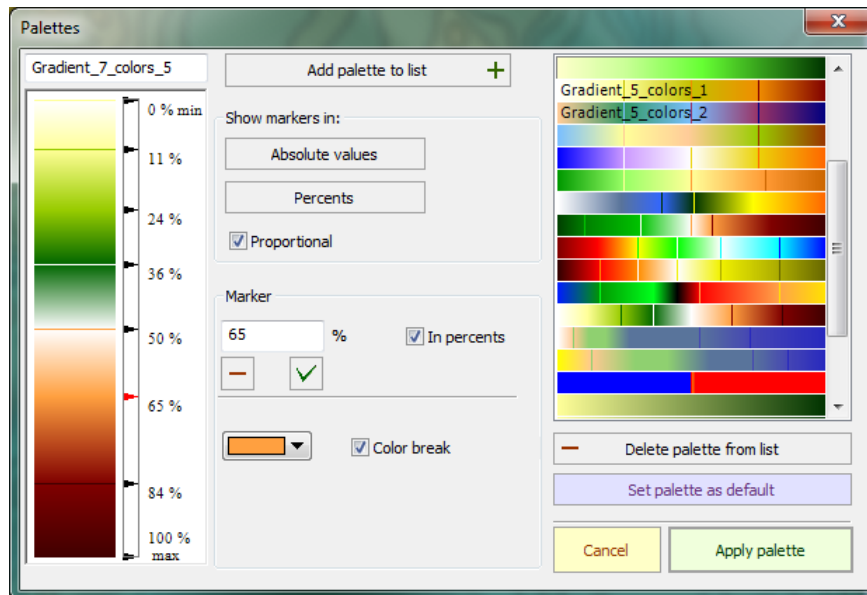 Palettes
X
Gradient_7_colors_5
0 % min
11 %
24 %
36 %
50 %
65 %
84 %
100 %
max
Add palette to list
Show markers in:
Absolute values
Percents
Proportional
Marker
65 %
In percents
Color break
Gradient_5_colors_1
Gradient_5_colors_2
Delete palette from list
Set palette as default
Cancel
Apply palette